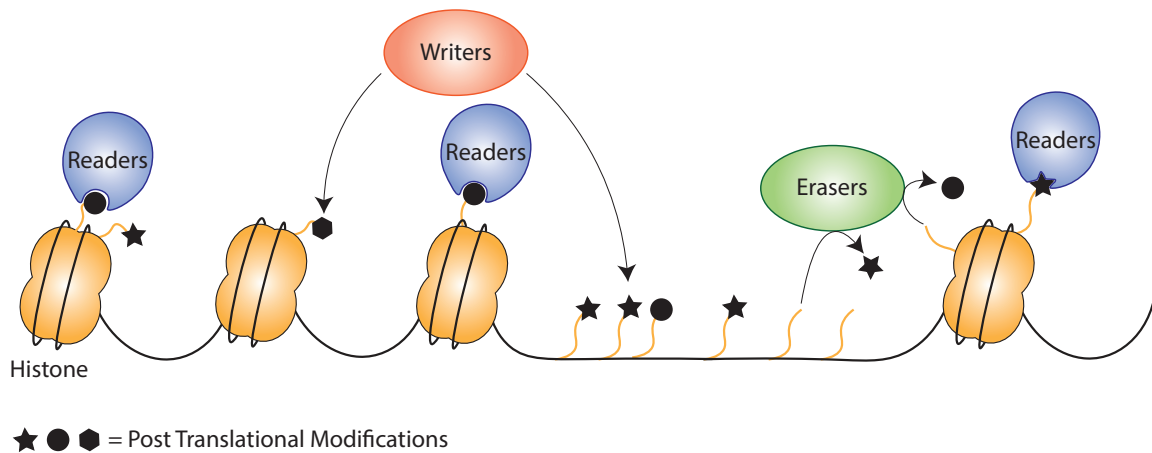 Writers
Readers
Readers
Readers
Erasers
Histone
= Post Translational Modifications